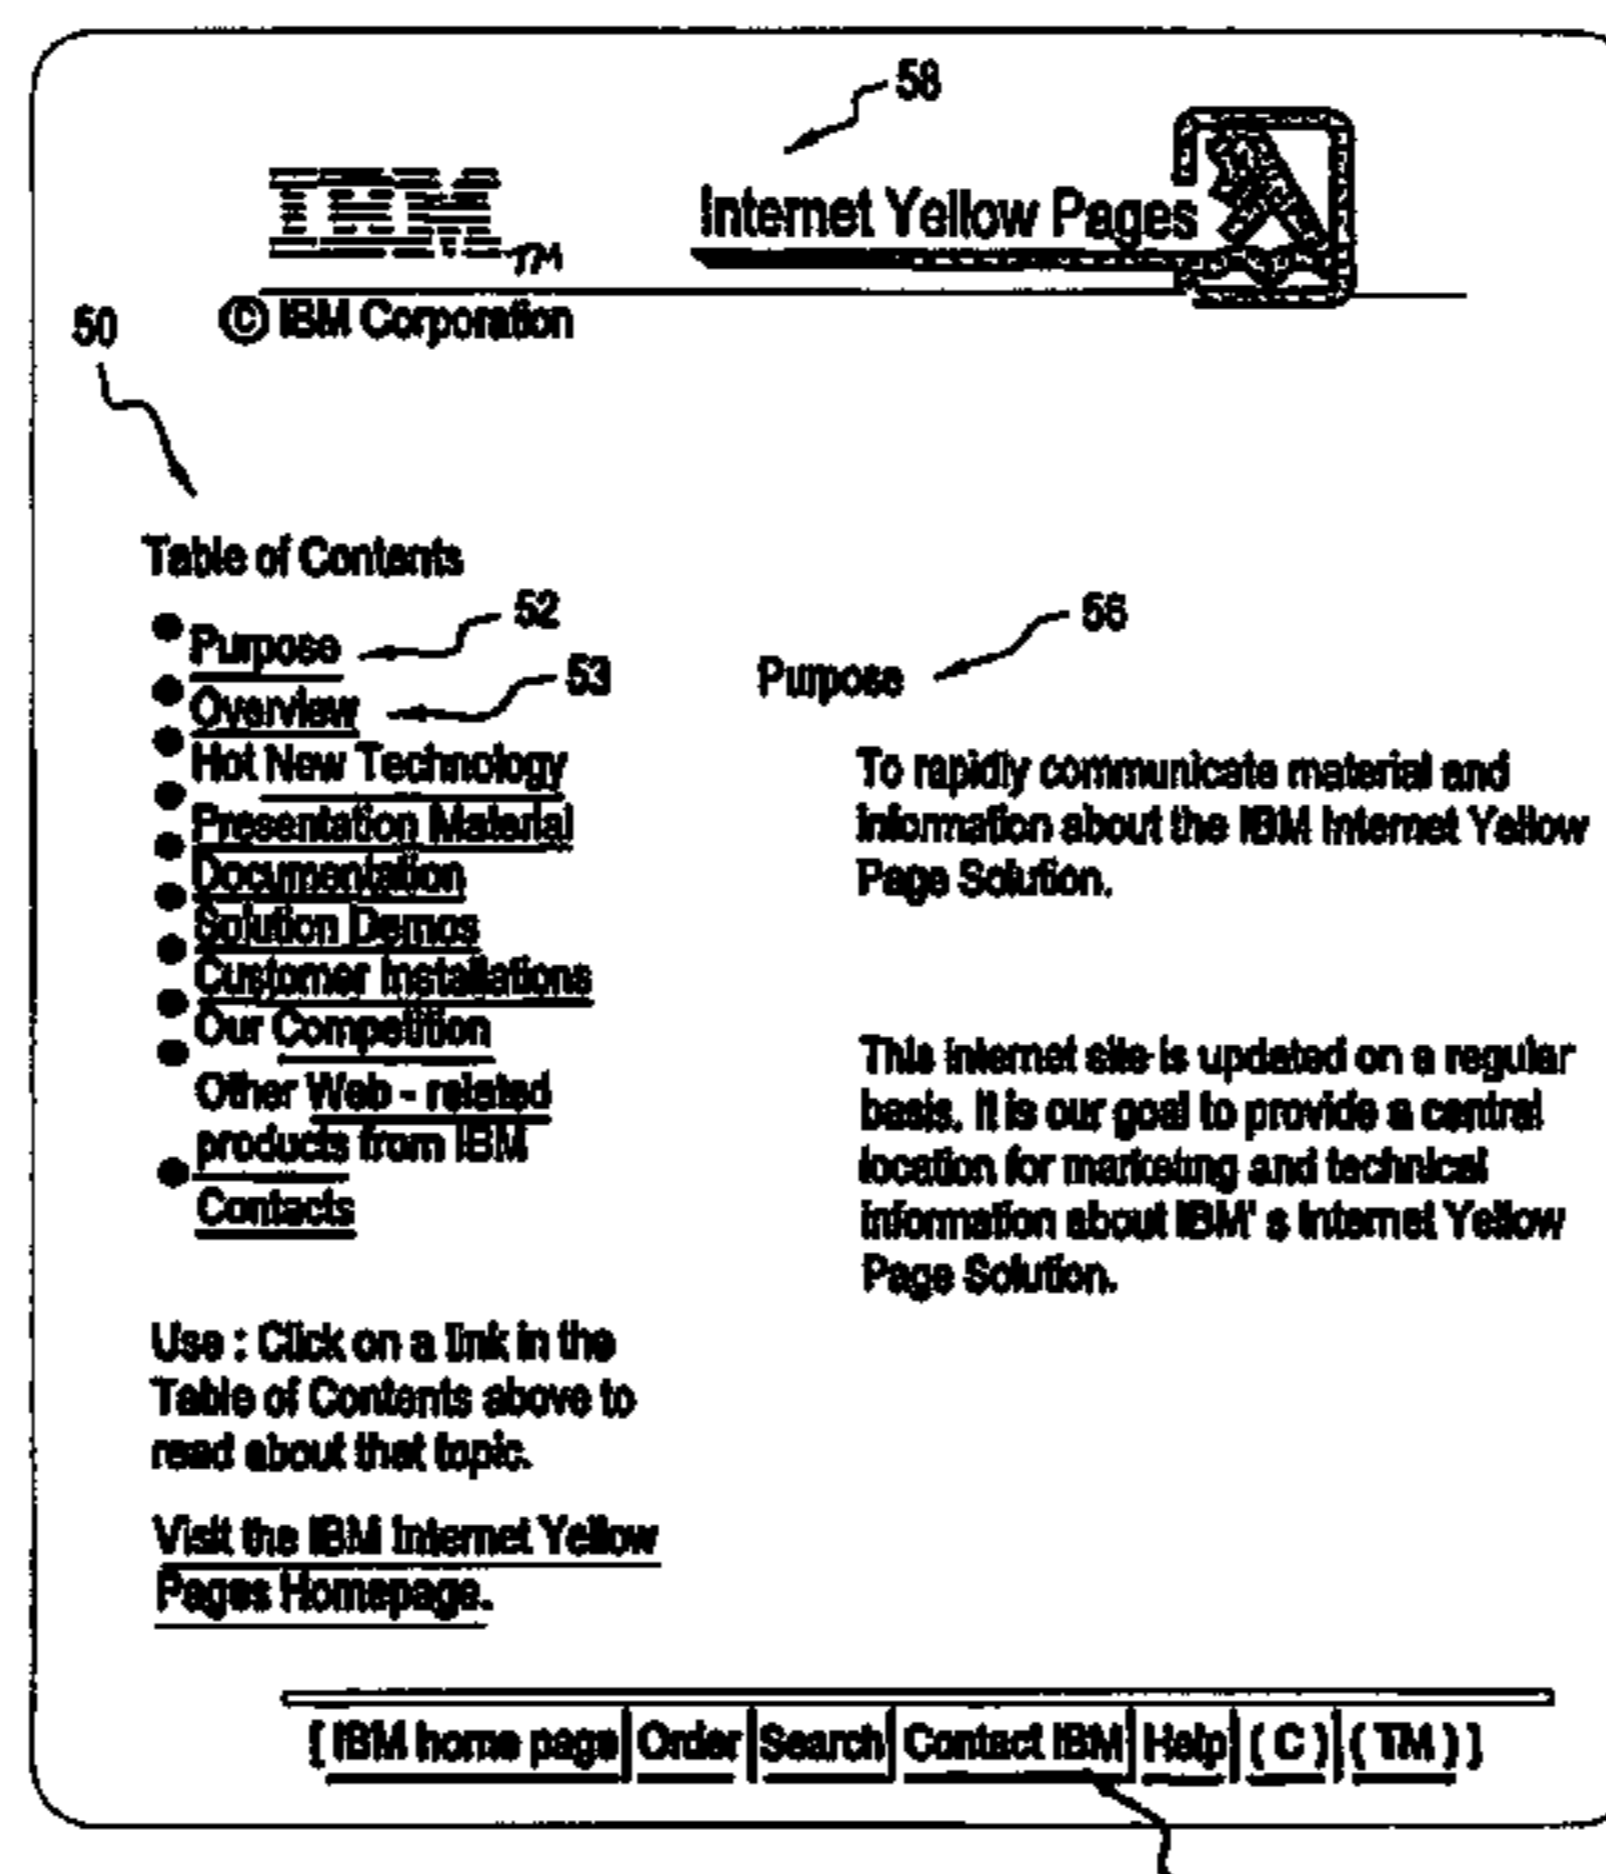 58
IBM TM
Internet Yellow Pages
© IBM Corporation
50
Table of Contents
● Purpose
52
● Overview
53
● Hot New Technology
● Presentation Material
● Documentation
● Solution Demos
● Customer Installations
● Our Competition
● Other Web - related
products from IBM
● Contacts
Use : Click on a link in the
Table of Contents above to
read about that topic.
Visit the IBM Internet Yellow
Pages Homepage.
56
Purpose
To rapidly communicate material and
information about the IBM Internet Yellow
Page Solution.
This internet site is updated on a regular
basis. It is our goal to provide a central
location for marketing and technical
information about IBM' s Internet Yellow
Page Solution.
[ IBM home page | Order | Search | Contact IBM | Help | ( C ) | ( TM ) ]